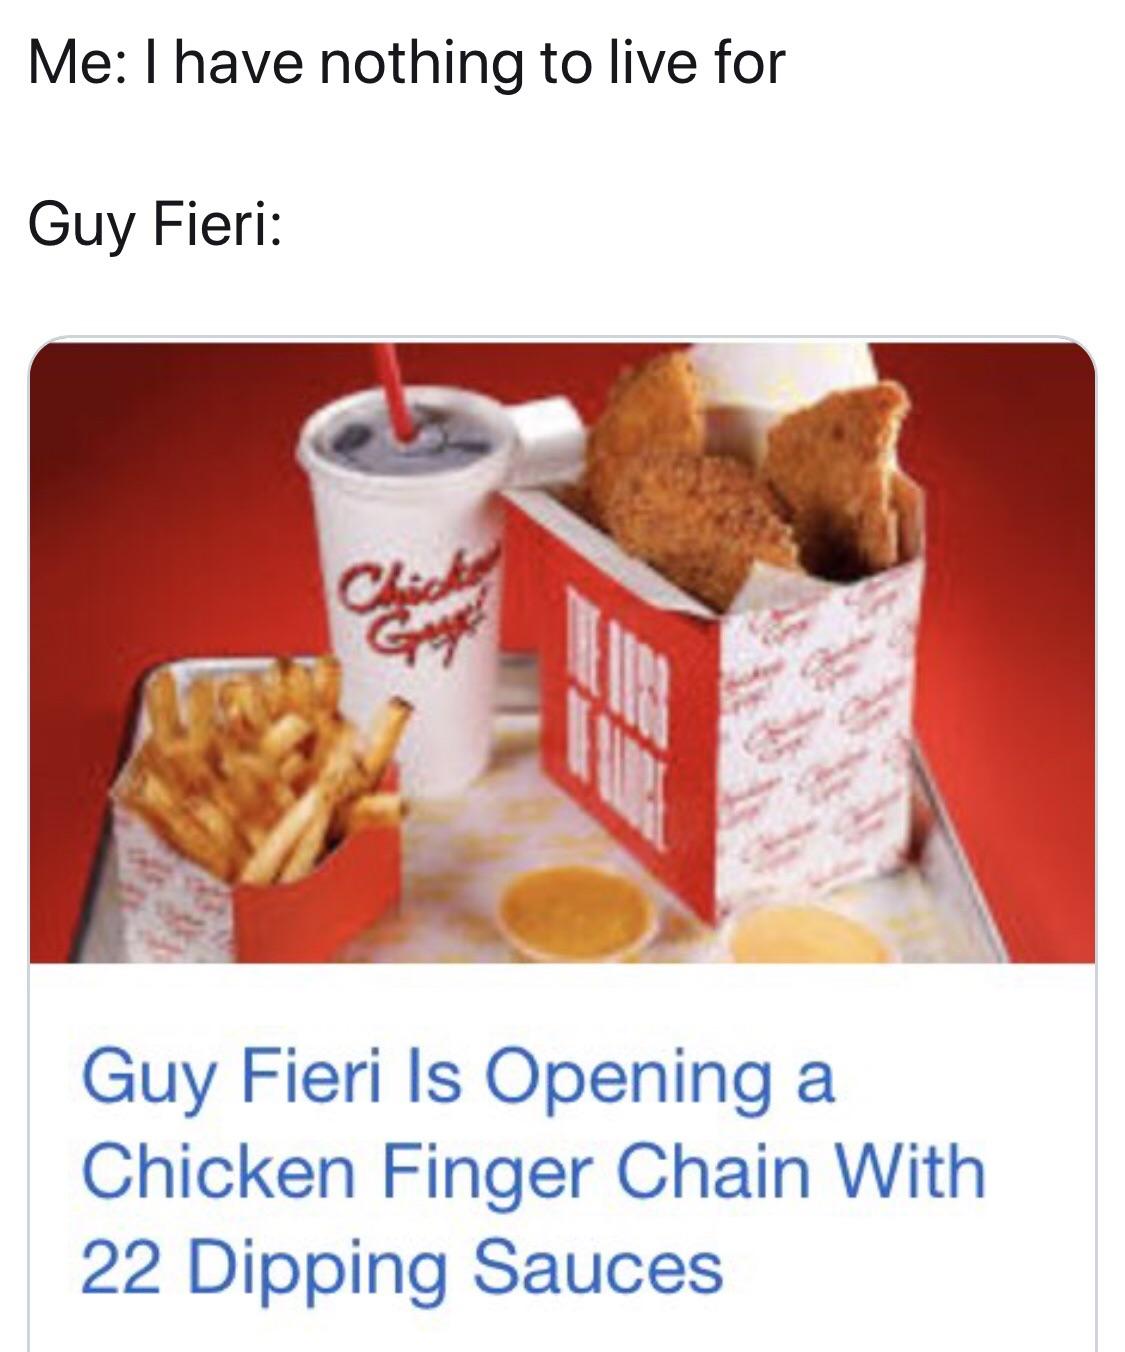 Me: I have nothing to live for
Guy Fieri:
Chicken
Guy!
Guy Fieri Is Opening a
Chicken Finger Chain With
22 Dipping Sauces